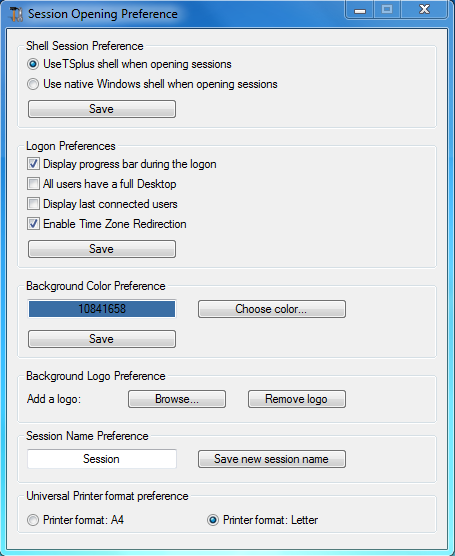 Session Opening Preference
Shell Session Preference
Use TSplus shell when opening sessions
Use native Windows shell when opening sessions
Save
Logon Preferences
Display progress bar during the logon
All users have a full Desktop
Display last connected users
Enable Time Zone Redirection
Save
Background Color Preference
10841658 Choose color...
Save
Background Logo Preference
Add a logo: Browse... Remove logo
Session Name Preference
Session Save new session name
Universal Printer format preference
Printer format: A4 Printer format: Letter